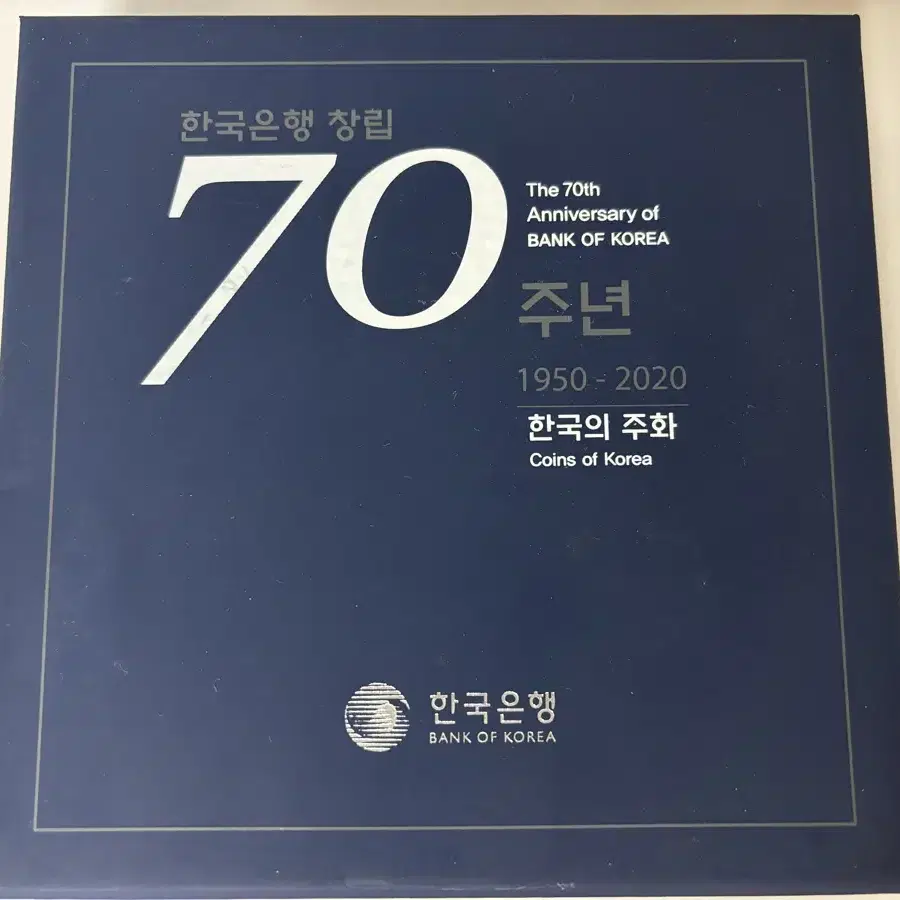 한국은행 창립
70
The 70th
Anniversary of
BANK OF KOREA
주년
1950 - 2020
한국의 주화
Coins of Korea
한국은행
BANK OF KOREA